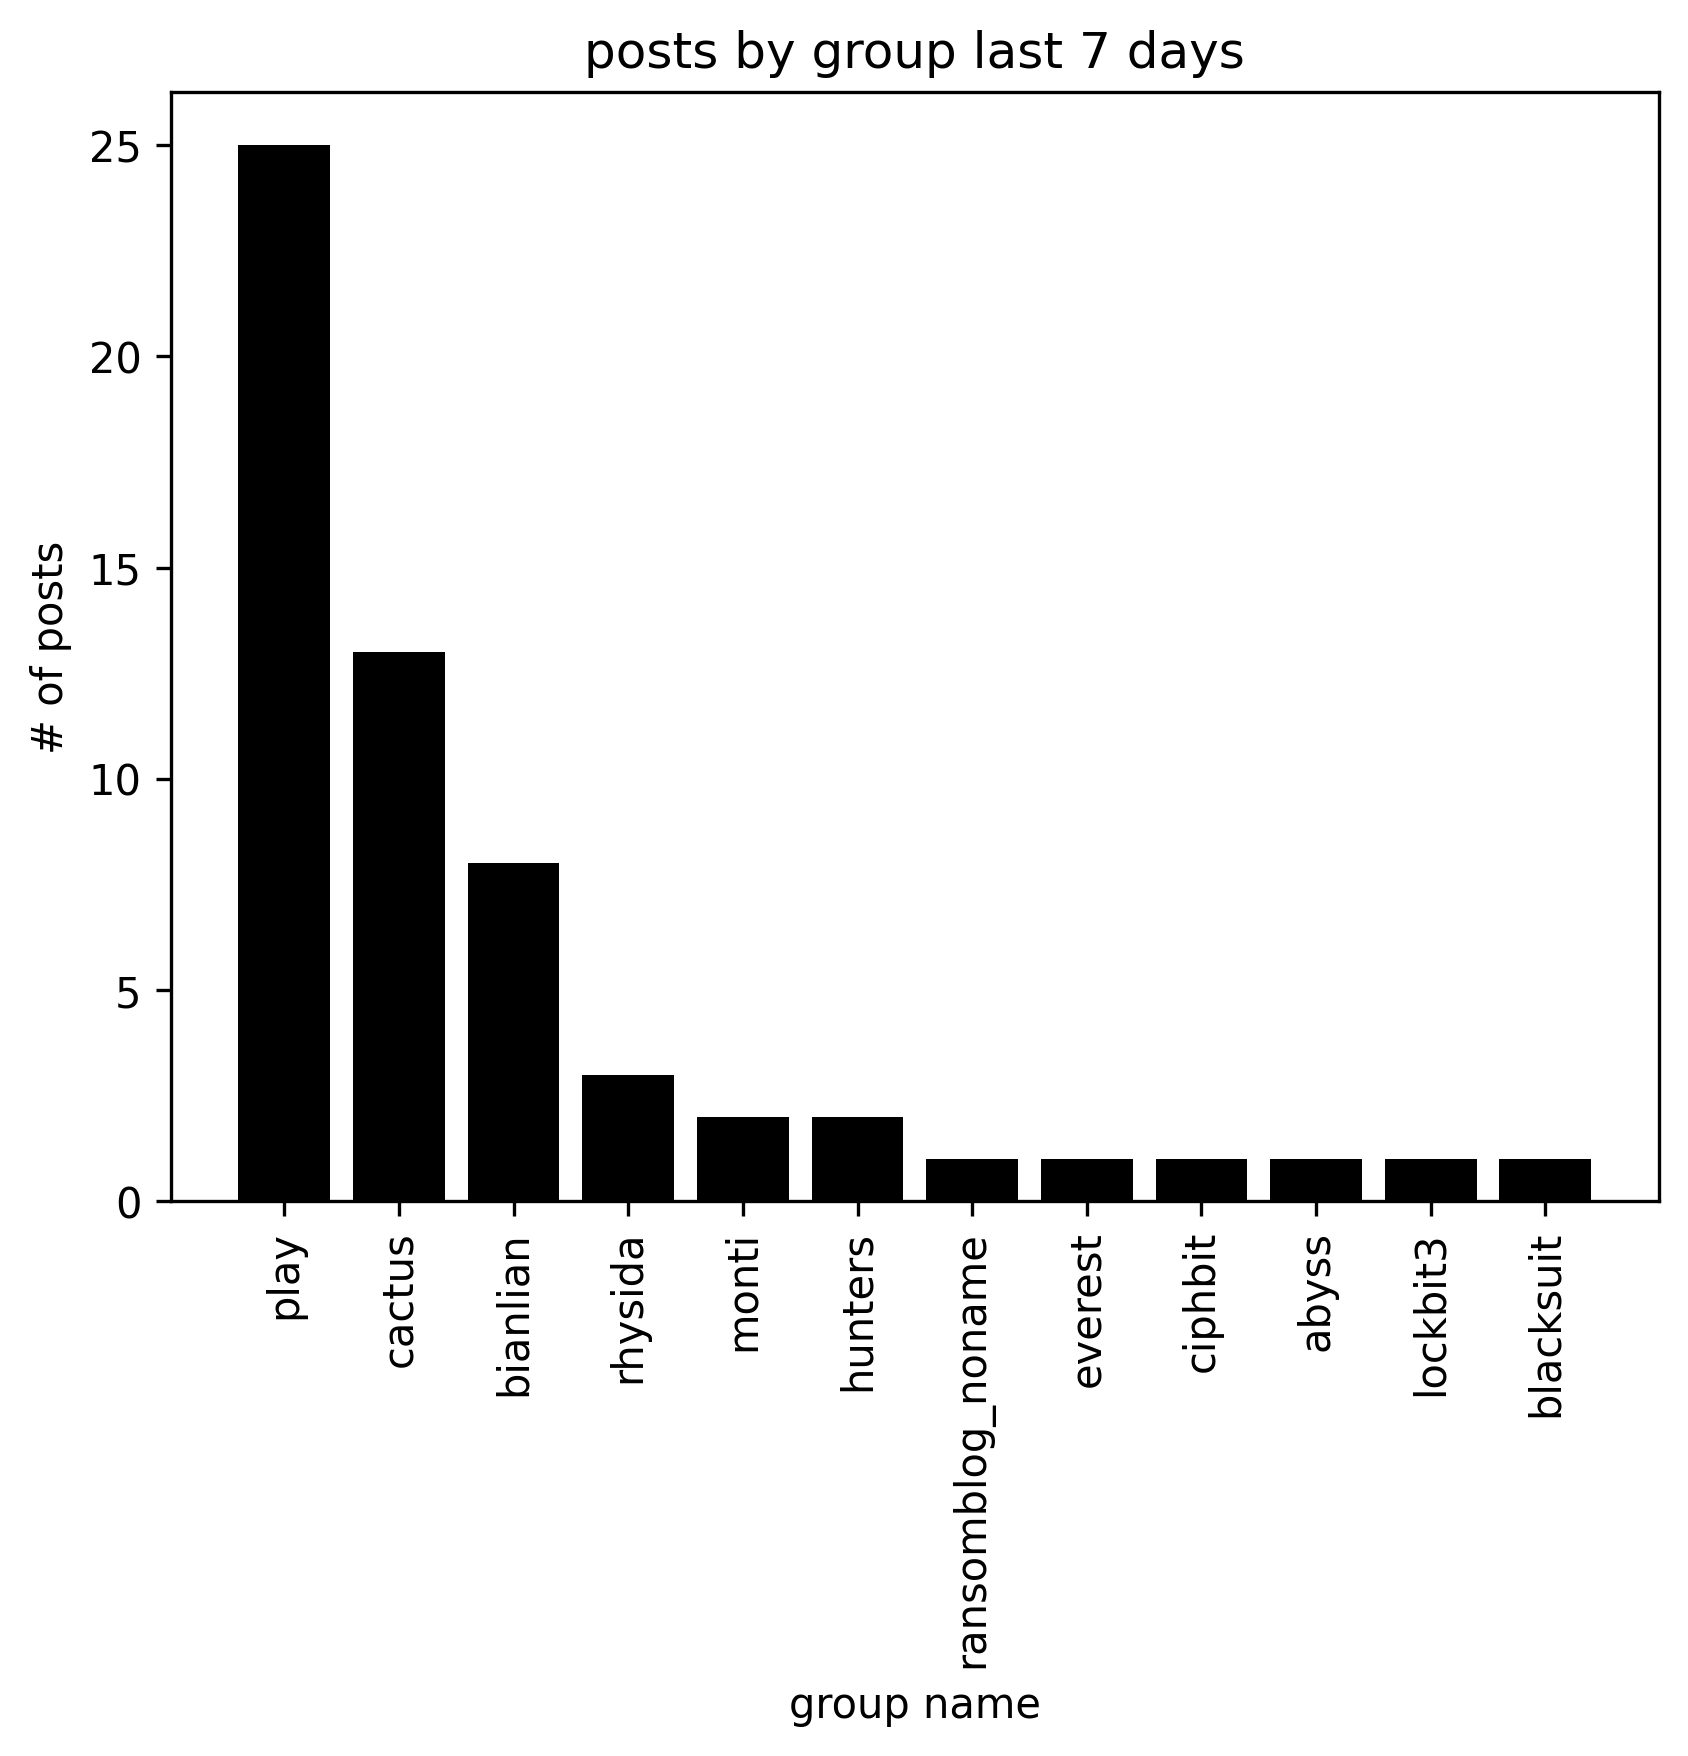 posts by group last 7 days
25
20
15
10
5
0
# of posts
play
cactus
bianlian
rhysida
monti
hunters
ransomblog_noname
everest
ciphbit
abyss
lockbit3
blacksuit
group name